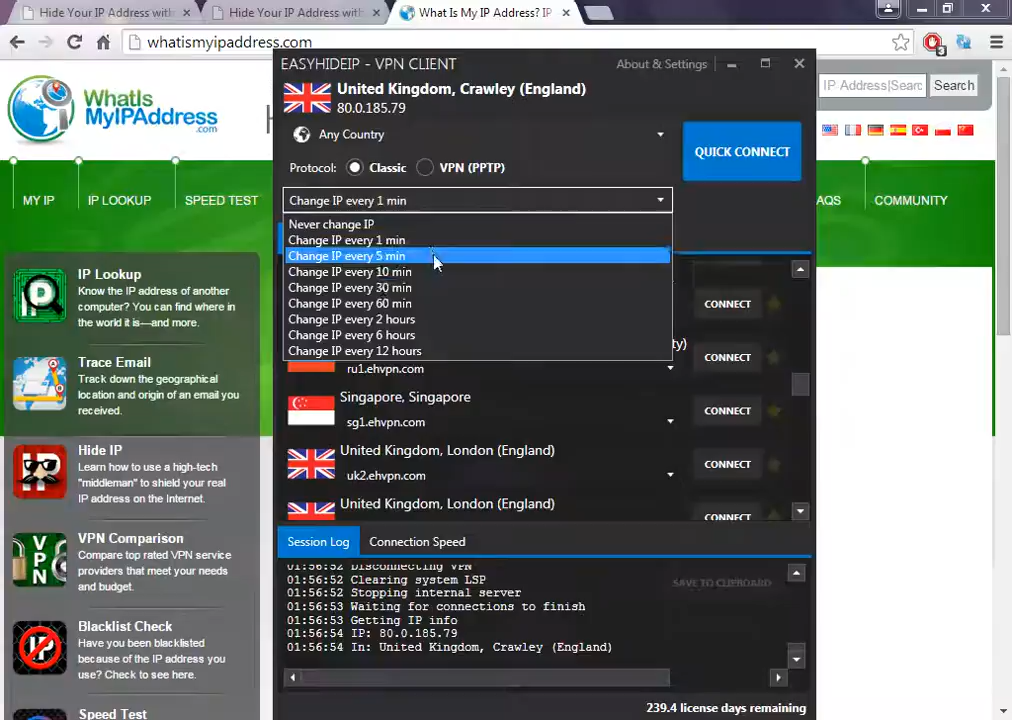 Hide Your IP Address with
Hide Your IP Address with
What Is My IP Address? IP
whatismyipaddress.com
3
WhatIs
MyIPAddress
.com
H
IP Address|Searc
Search
MY IP
IP LOOKUP
SPEED TEST
AQS
COMMUNITY
IP Lookup
Know the IP address of another
computer? You can find where in
the world it is—and more.
Trace Email
Track down the geographical
location and origin of an email you
received.
Hide IP
Learn how to use a high-tech
"middleman" to shield your real
IP address on the Internet.
VPN
VPN Comparison
Compare top rated VPN service
providers that meet your needs
and budget.
IP
Blacklist Check
Have you been blacklisted
because of the IP address you
use? Check to see here.
Speed Test
EASYHIDEIP - VPN CLIENT
About & Settings
United Kingdom, Crawley (England)
80.0.185.79
Any Country
QUICK CONNECT
Protocol:
Classic
VPN (PPTP)
Change IP every 1 min
Never change IP
Change IP every 1 min
Change IP every 5 min
Change IP every 10 min
Change IP every 30 min
Change IP every 60 min
Change IP every 2 hours
Change IP every 6 hours
Change IP every 12 hours
CONNECT
ty)
CONNECT
ru1.ehvpn.com
Singapore, Singapore
sg1.ehvpn.com
CONNECT
United Kingdom, London (England)
uk2.ehvpn.com
CONNECT
United Kingdom, London (England)
CONNECT
Session Log
Connection Speed
SAVE TO CLIPBOARD
01:56:52 Disconnecting VPN
01:56:52 Clearing system LSP
01:56:52 Stopping internal server
01:56:53 Waiting for connections to finish
01:56:53 Getting IP info
01:56:54 IP: 80.0.185.79
01:56:54 In: United Kingdom, Crawley (England)
239.4 license days remaining